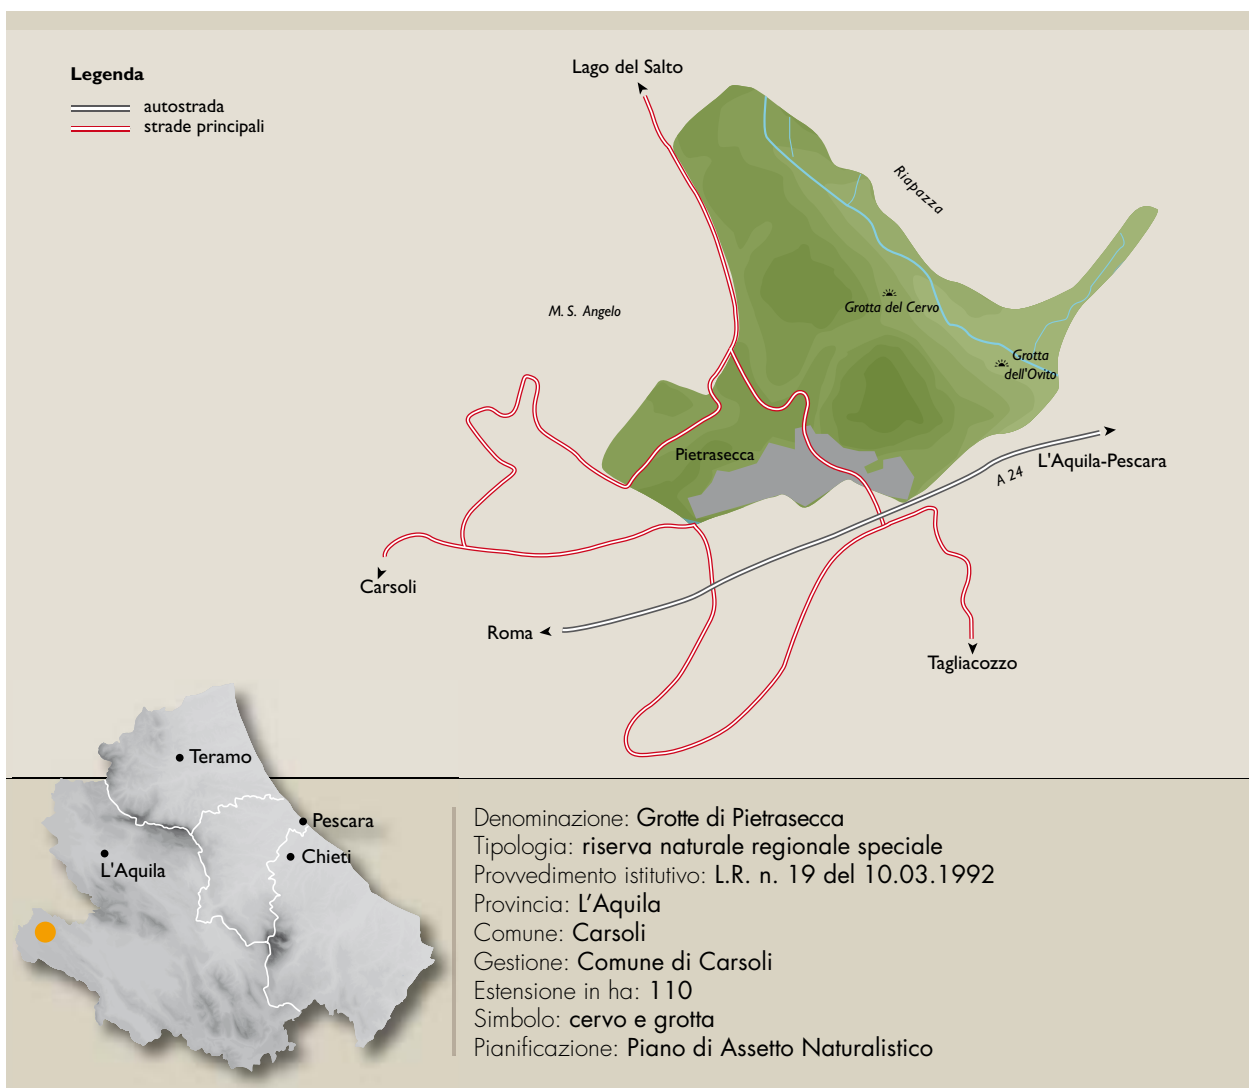 Legenda
autostrada
strade principali
Lago del Salto
Riapazza
M. S. Angelo
Grotta del Cervo
Grotta
dell'Ovito
Pietrasecca
L'Aquila-Pescara
A 24
Carsoli
Roma
Tagliacozzo
Teramo
Pescara
Chieti
L'Aquila
Denominazione: Grotte di Pietrasecca
Tipologia: riserva naturale regionale speciale
Provvedimento istitutivo: L.R. n. 19 del 10.03.1992
Provincia: L'Aquila
Comune: Carsoli
Gestione: Comune di Carsoli
Estensione in ha: 110
Simbolo: cervo e grotta
Pianificazione: Piano di Assetto Naturalistico